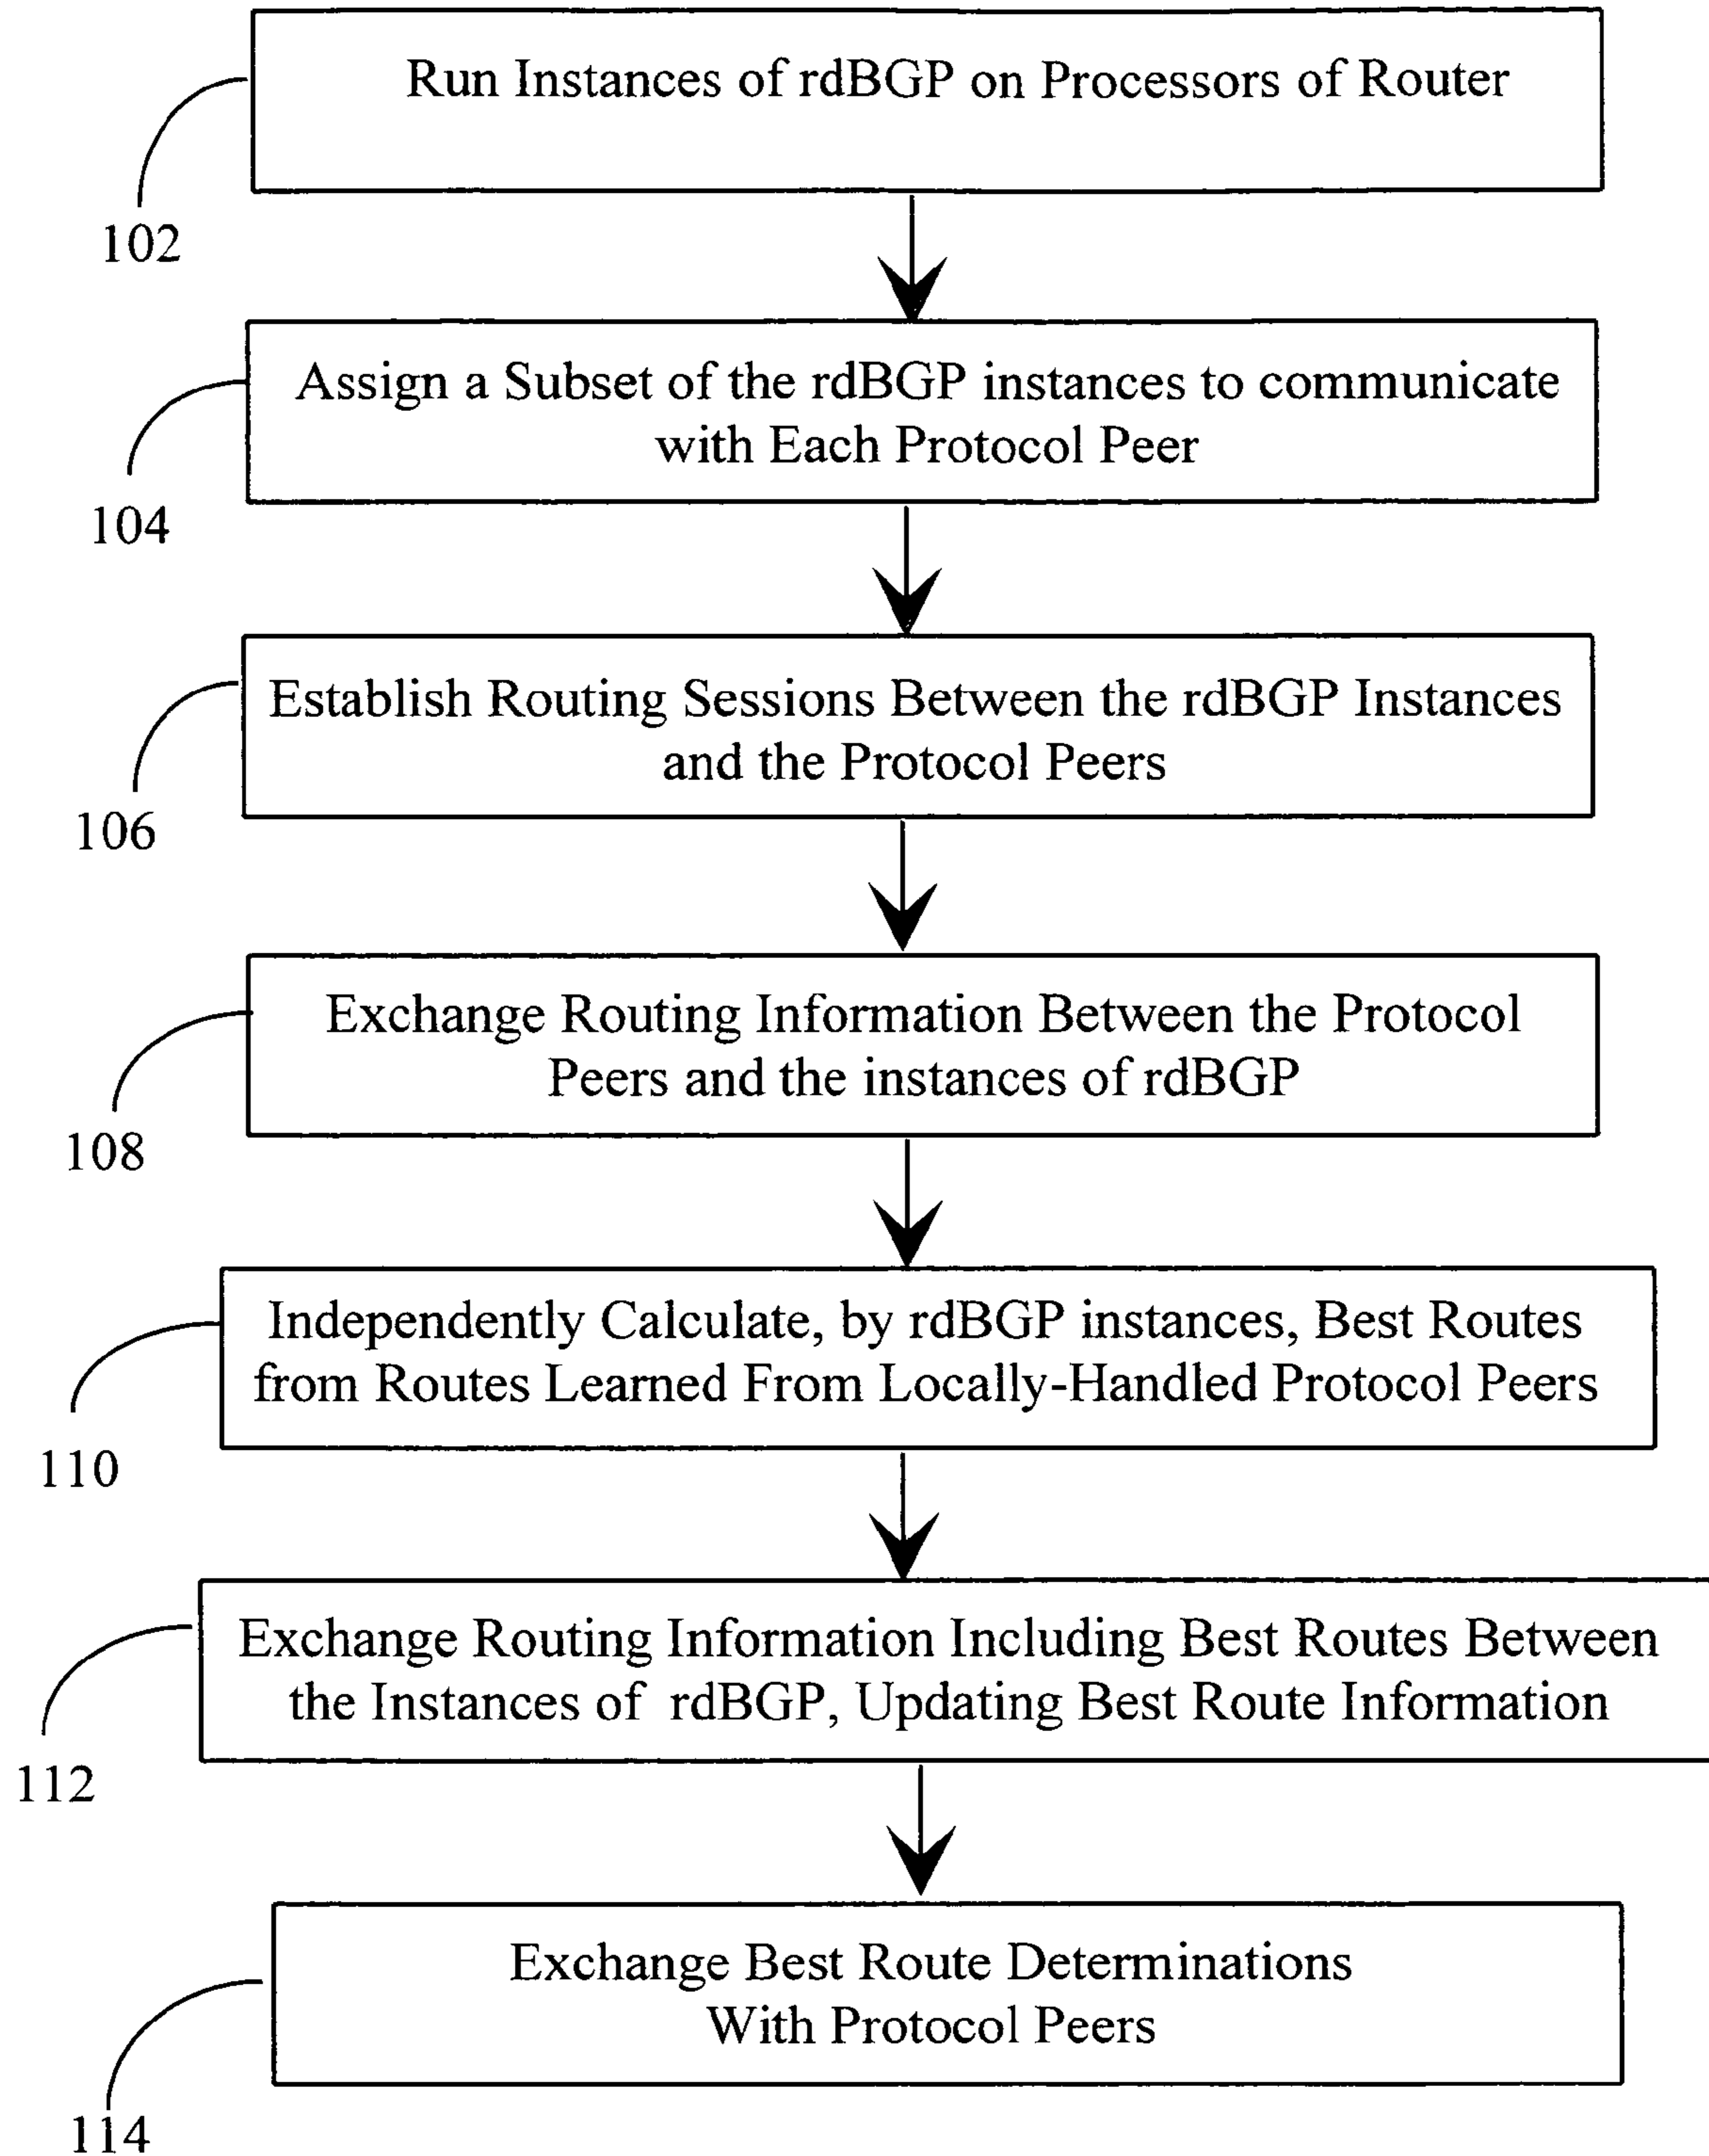 Run Instances of rdBGP on Processors of Router
102
Assign a Subset of the rdBGP instances to communicate
with Each Protocol Peer
104
Establish Routing Sessions Between the rdBGP Instances
and the Protocol Peers
106
Exchange Routing Information Between the Protocol
Peers and the instances of rdBGP
108
Independently Calculate, by rdBGP instances, Best Routes
from Routes Learned From Locally-Handled Protocol Peers
110
Exchange Routing Information Including Best Routes Between
the Instances of rdBGP, Updating Best Route Information
112
Exchange Best Route Determinations
With Protocol Peers
114